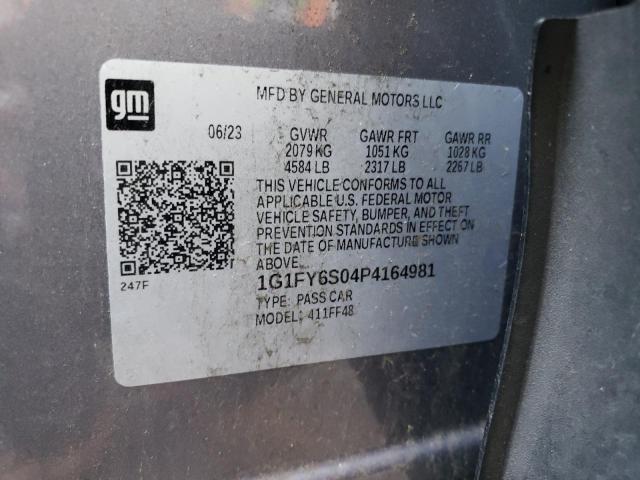 gm
MFD BY GENERAL MOTORS LLC
06/23 GVWR GAWR FRT GAWR RR
2079 KG 1051 KG 1028 KG
4584 LB 2317 LB 2267 LB
THIS VEHICLE CONFORMS TO ALL
APPLICABLE U.S. FEDERAL MOTOR
VEHICLE SAFETY, BUMPER, AND THEFT
PREVENTION STANDARDS IN EFFECT ON
THE DATE OF MANUFACTURE SHOWN
ABOVE.
247F
1G1FY6S04P4164981
TYPE: PASS CAR
MODEL: 411FF48